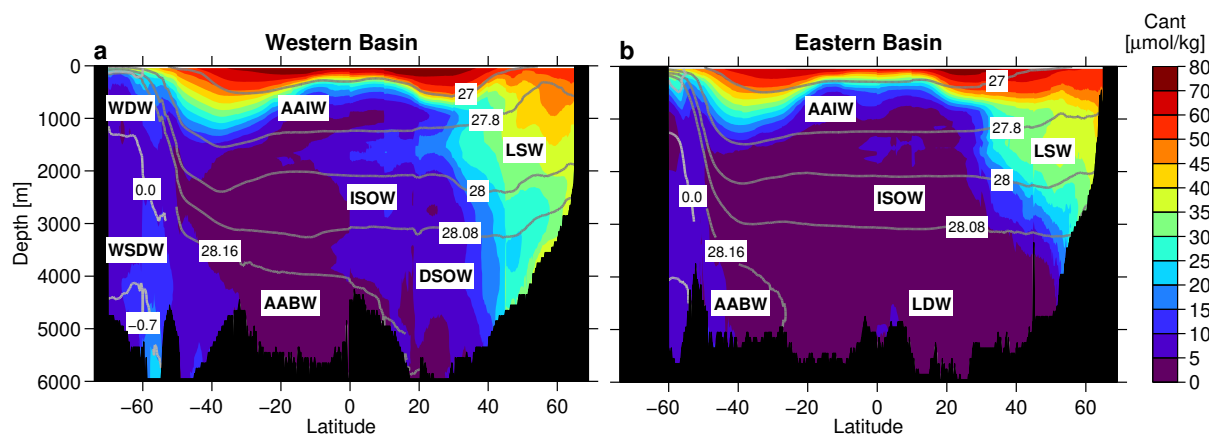 Western Basin
Eastern Basin
Cant
[μmol/kg]
a
b
0
1000
2000
3000
4000
5000
6000
Depth [m]
−60 −40 −20 0 20 40 60
Latitude
WDW
AAIW
27
27.8
LSW
0.0
ISOW
28
28.08
WSDW
28.16
DSOW
AABW
−0.7
−60 −40 −20 0 20 40 60
Latitude
27
AAIW
27.8
LSW
0.0
ISOW
28
28.08
28.16
AABW
LDW
80
70
60
50
45
40
35
30
25
20
15
10
5
0